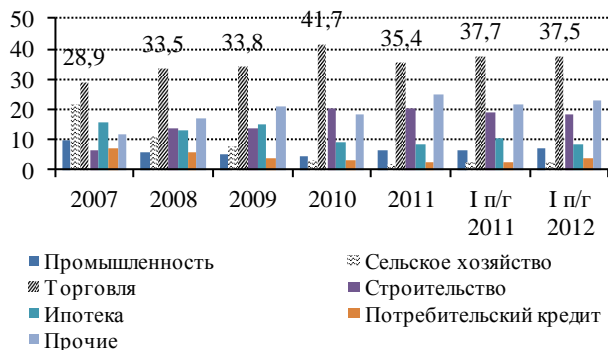 50
40
30
20
10
0
28,9
33,5
33,8
41,7
35,4
37,7
37,5
2007
2008
2009
2010
2011
I п/г
2011
I п/г
2012
Промышленность
Сельское хозяйство
Торговля
Строительство
Ипотека
Потребительский кредит
Прочие